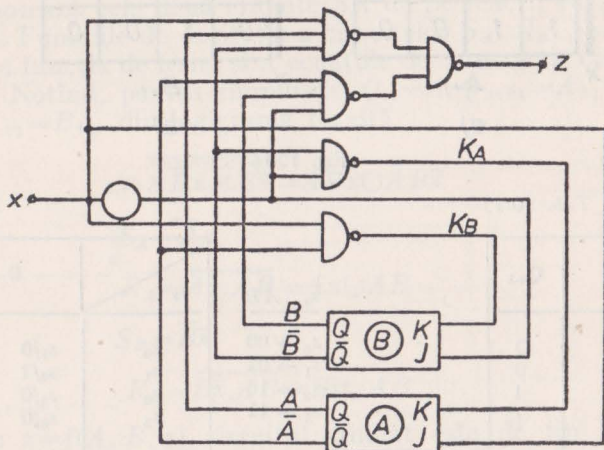 Z
K_A
X
K_B
B Q B K
B̅ Q̅ J
A Q A K
A̅ Q̅ J